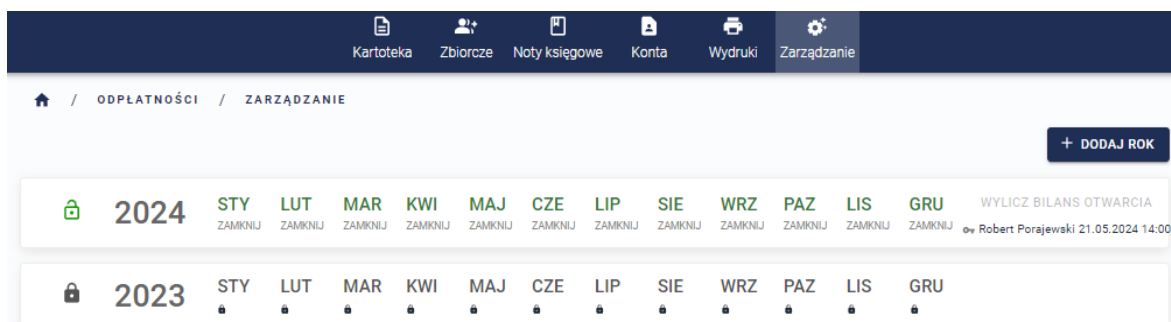 Kartoteka Zbiorcze Noty księgowe Konta Wydruki Zarządzanie
/ ODPŁATNOŚCI / ZARZĄDZANIE
+ DODAJ ROK
2024 STY LUT MAR KWI MAJ CZE LIP SIE WRZ PAZ LIS GRU WYLICZ BILANS OTWARCIA
ZAMKNIJ ZAMKNIJ ZAMKNIJ ZAMKNIJ ZAMKNIJ ZAMKNIJ ZAMKNIJ ZAMKNIJ ZAMKNIJ ZAMKNIJ ZAMKNIJ ZAMKNIJ Robert Porajewski 21.05.2024 14:00
2023 STY LUT MAR KWI MAJ CZE LIP SIE WRZ PAZ LIS GRU